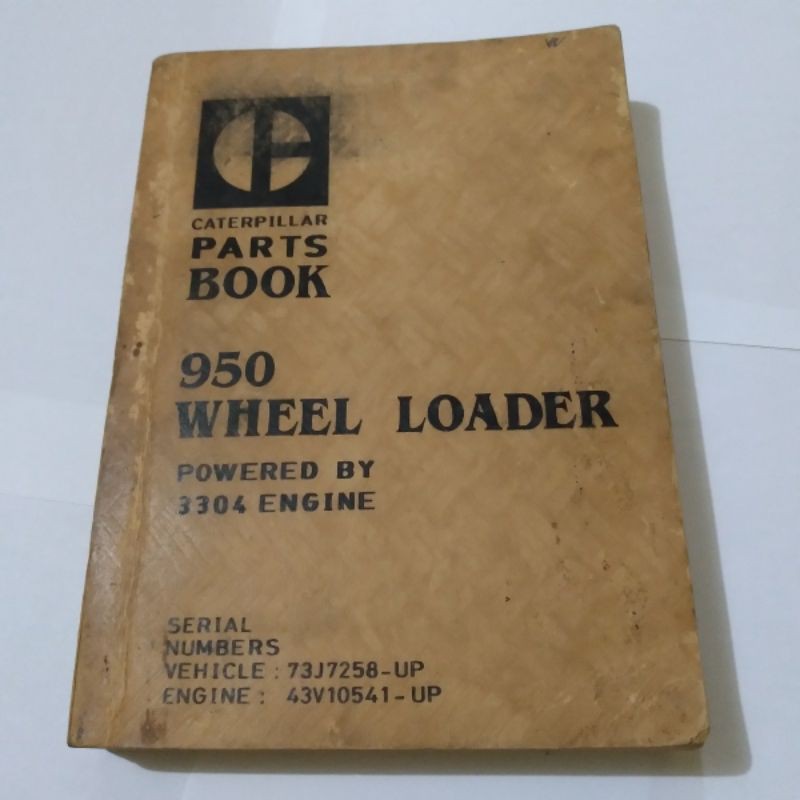 CATERPILLAR
PARTS
BOOK
950
WHEEL LOADER
POWERED BY
3304 ENGINE
SERIAL
NUMBERS
VEHICLE : 73J7258-UP
ENGINE : 43V10541-UP